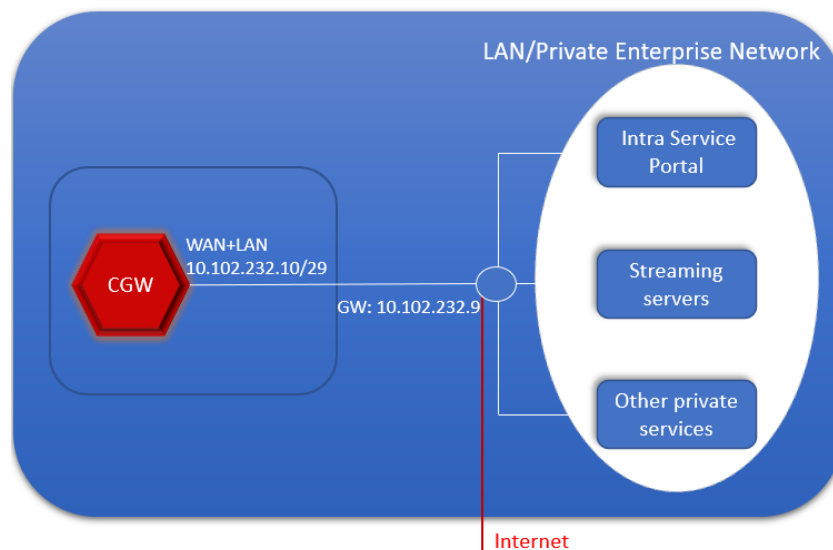 LAN/Private Enterprise Network
Intra Service
Portal
WAN+LAN
10.102.232.10/29
CGW
Streaming
servers
GW: 10.102.232.9
Other private
services
Internet